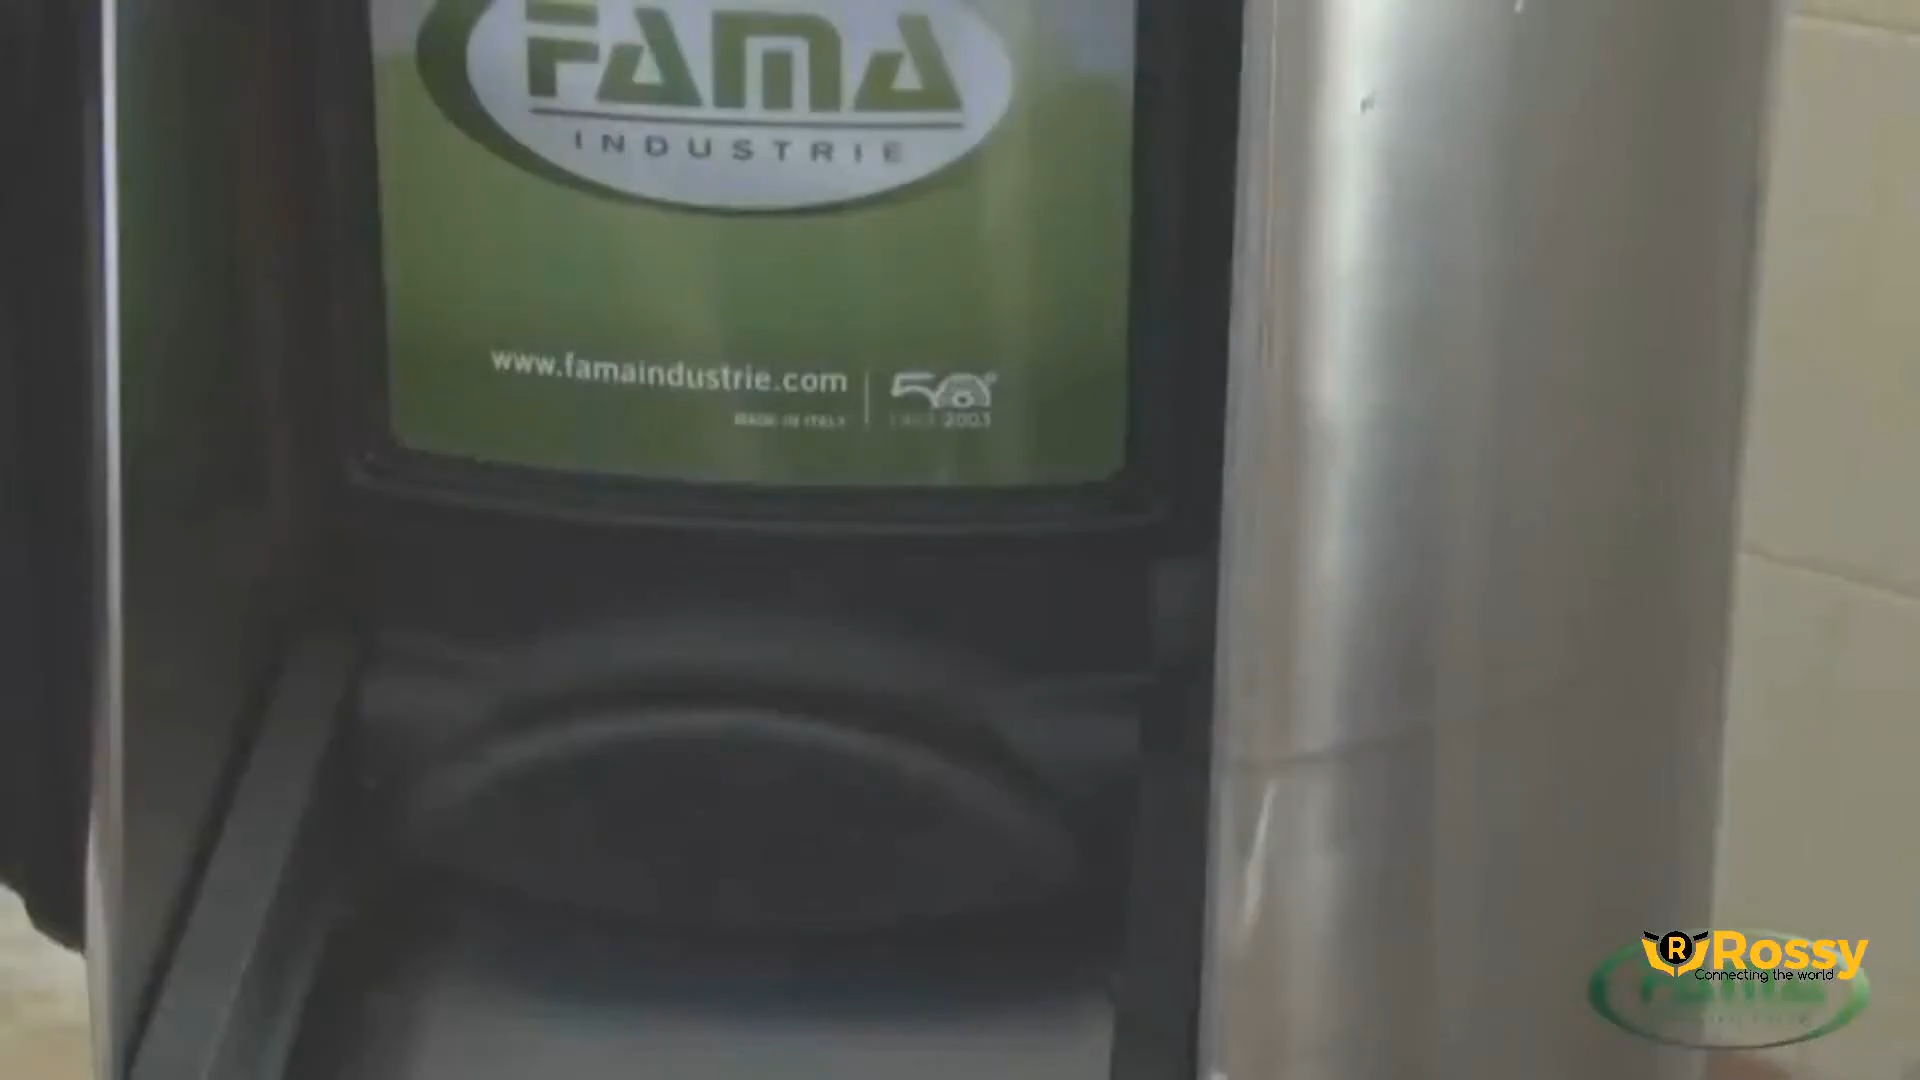 FAMA
INDUSTRIE
www.famaindustrie.com
MADE IN ITALY
50°
2003
R Rossy
Connecting the world